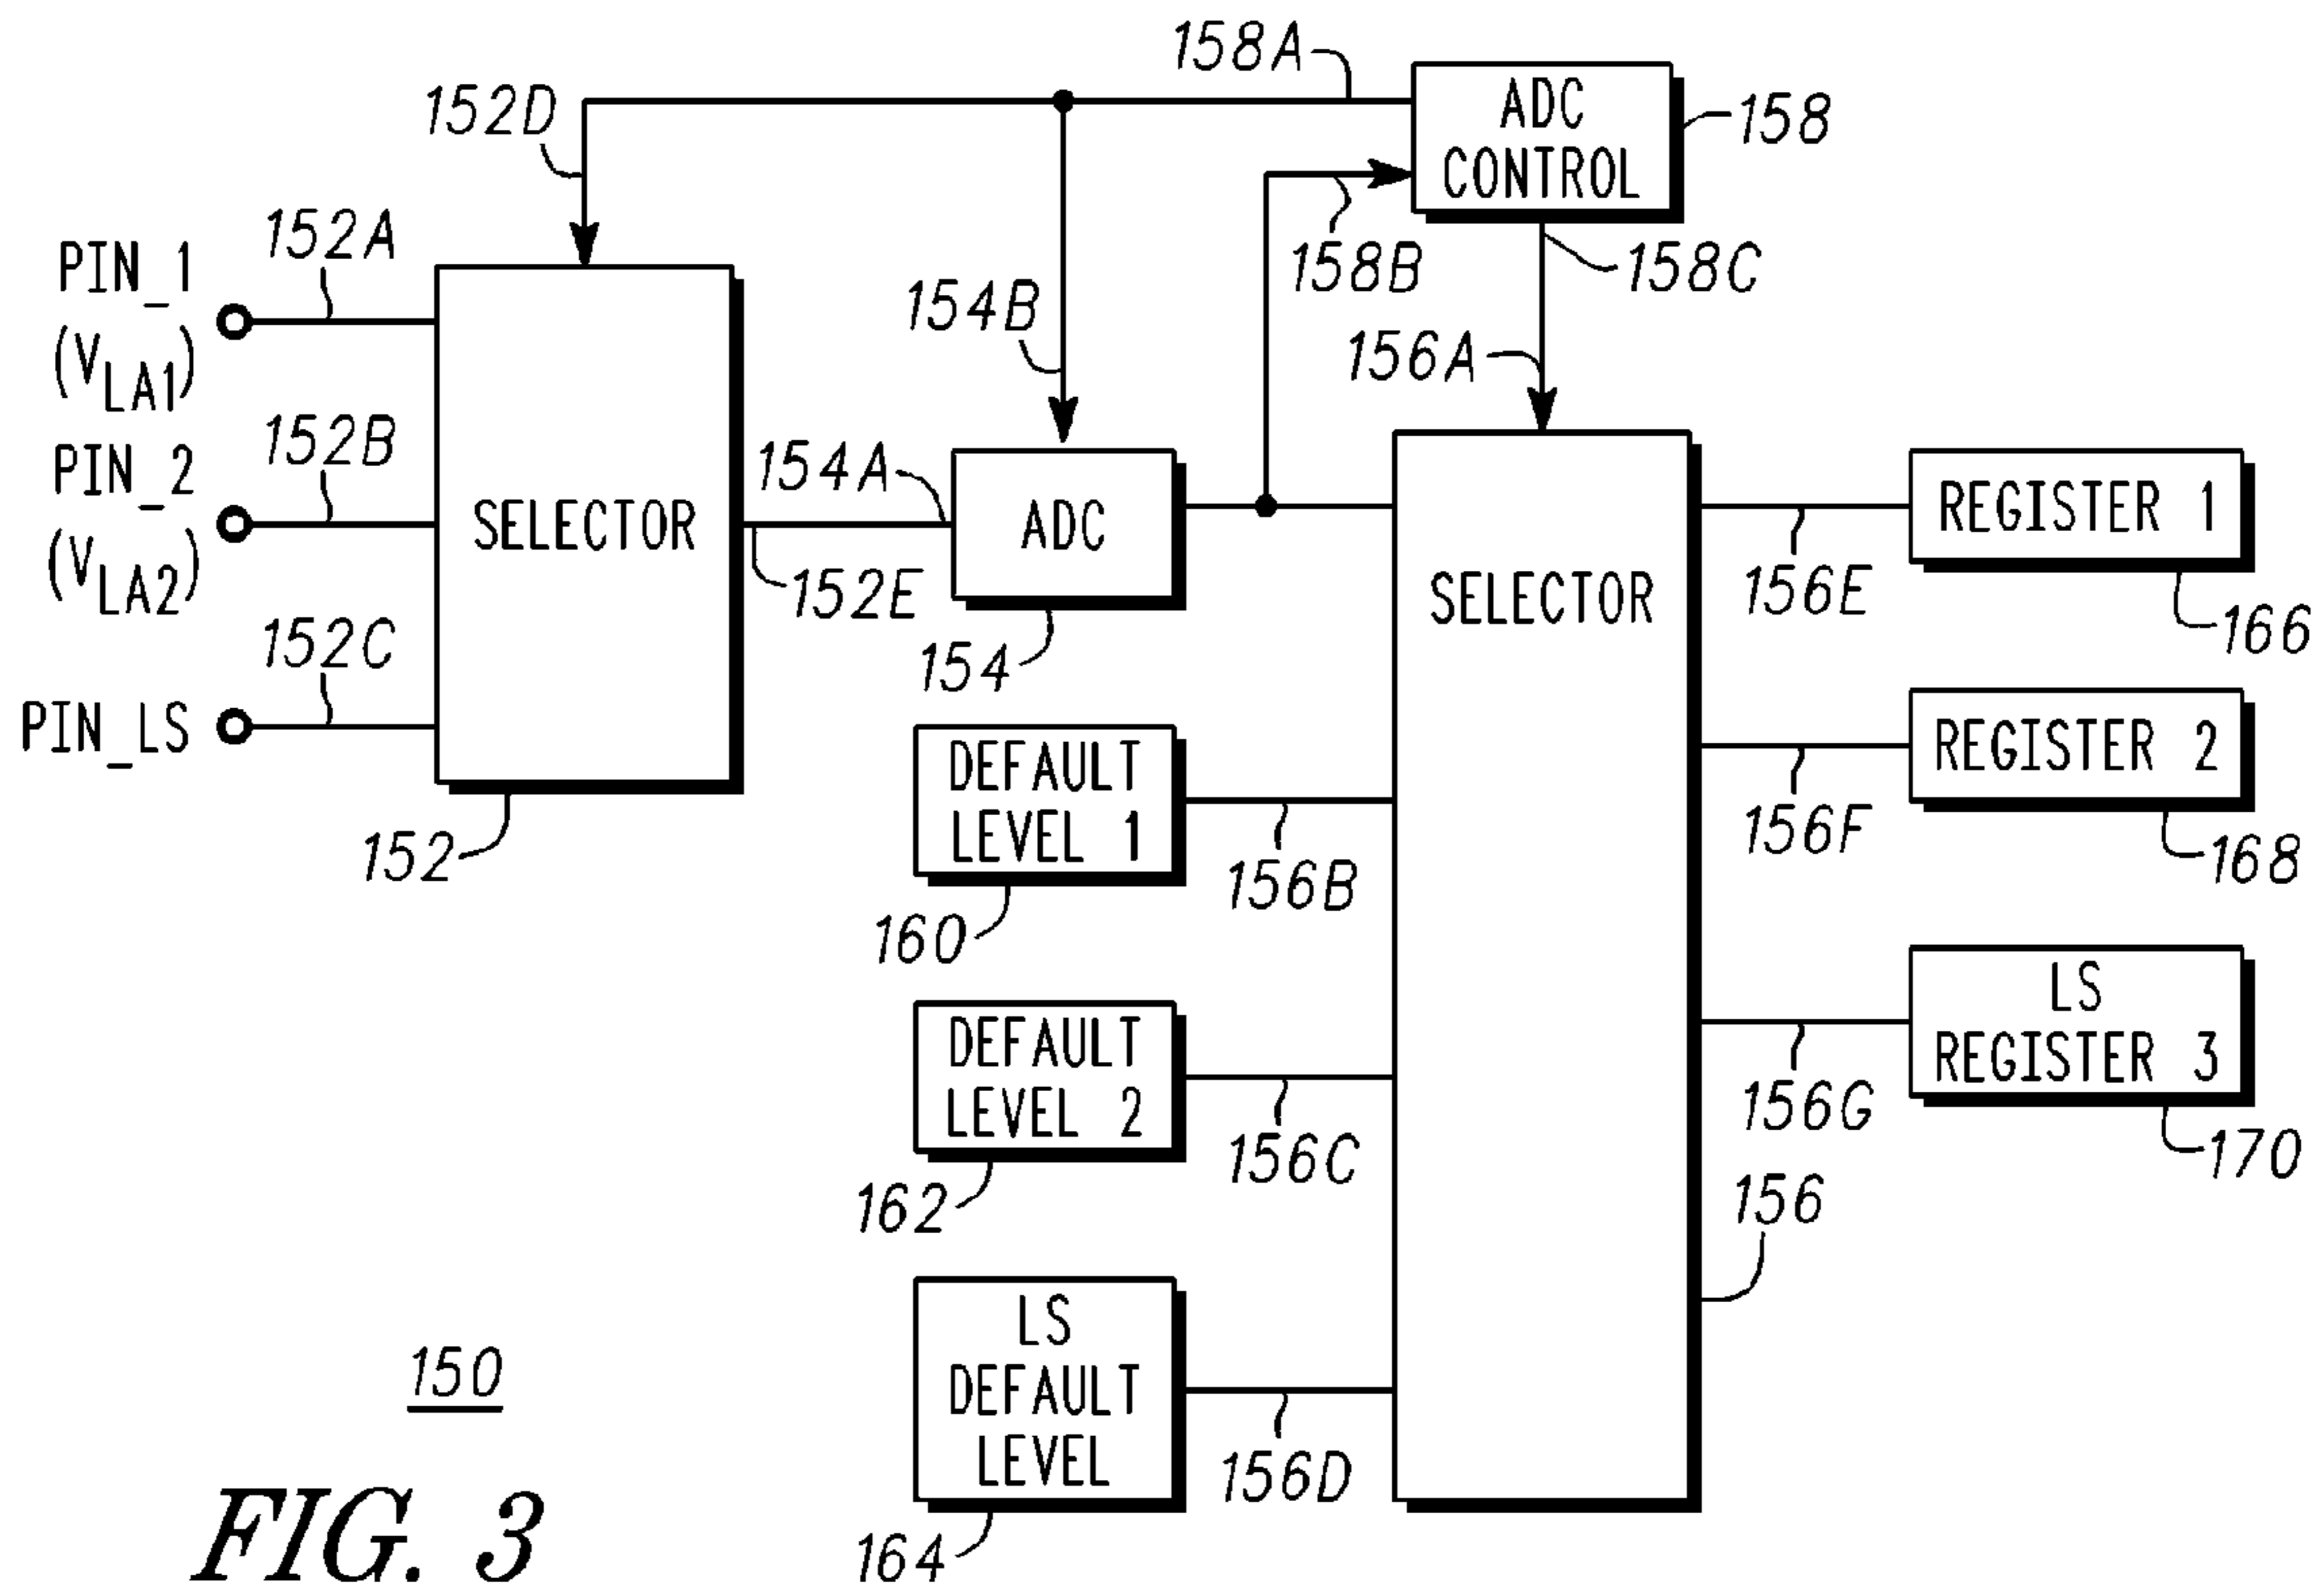 158A
152D
ADC
CONTROL
158
152A
PIN_1
(VLA1)
158B
158C
154B
156A
152B
PIN_2
(VLA2)
154A
SELECTOR
ADC
152E
SELECTOR
REGISTER 1
156E
166
152C
PIN_LS
154
152
DEFAULT
LEVEL 1
156B
160
REGISTER 2
156F
168
DEFAULT
LEVEL 2
156C
162
LS
REGISTER 3
156G
170
156
LS
DEFAULT
LEVEL
156D
164
150
FIG. 3